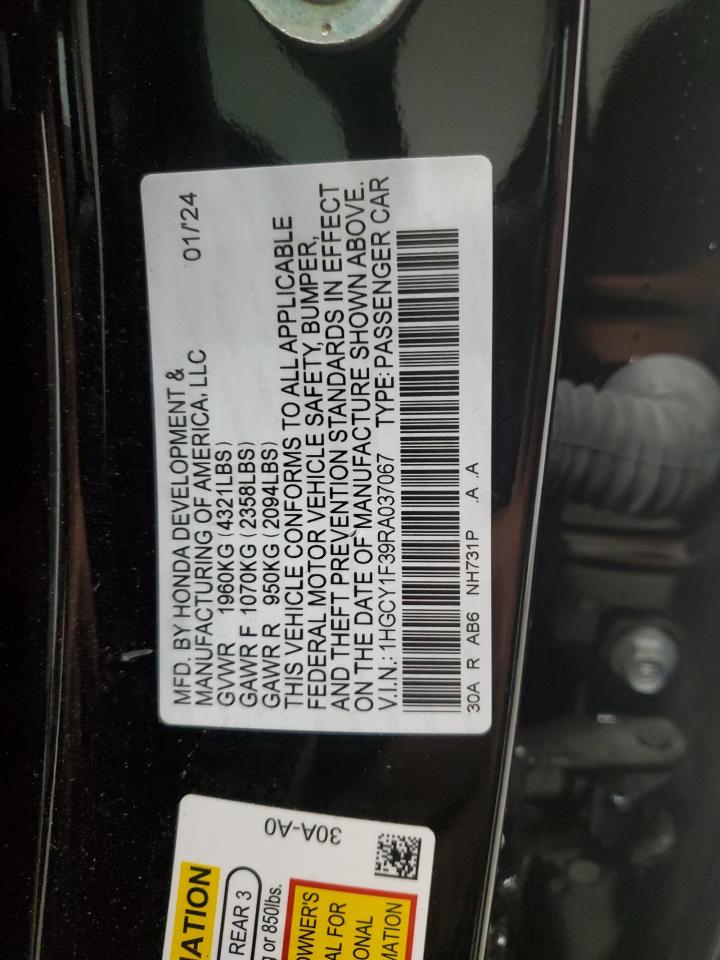 MFD. BY HONDA DEVELOPMENT &
MANUFACTURING OF AMERICA, LLC 01/'24
GVWR 1960KG (4321LBS)
GAWR F 1070KG (2358LBS)
GAWR R 950KG (2094LBS)
THIS VEHICLE CONFORMS TO ALL APPLICABLE
FEDERAL MOTOR VEHICLE SAFETY, BUMPER,
AND THEFT PREVENTION STANDARDS IN EFFECT
ON THE DATE OF MANUFACTURE SHOWN ABOVE.
V.I.N.: 1HGCY1F39RA037067 TYPE: PASSENGER CAR
30A R AB6 NH731P .A .A
30A-A0
MATION
REAR 3
g or 850lbs.
OWNER'S
AL FOR
ONAL
MATION